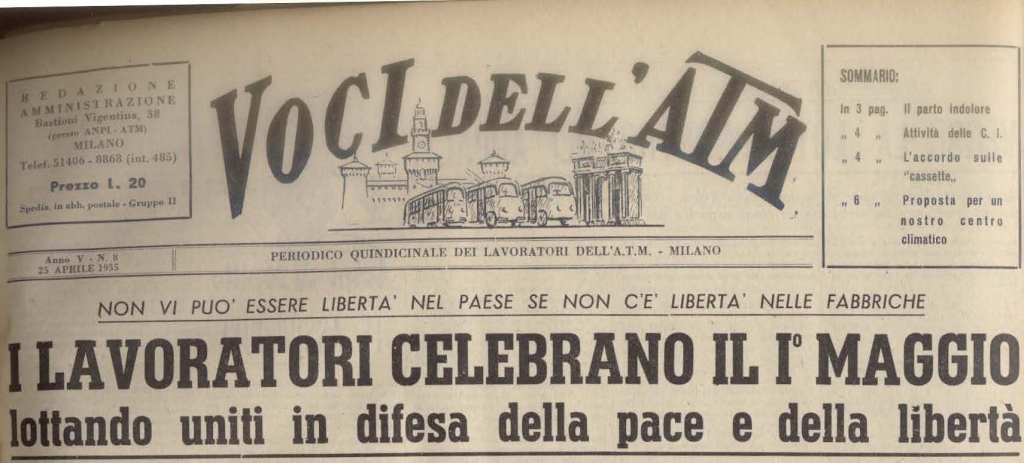 REDAZIONE
AMMINISTRAZIONE
Bastioni Vigentina, 38
(presso ANPI - ATM)
MILANO
Telef. 51406 - 8868 (int. 485)
Prezzo L. 20
Spediz. in abb. postale - Gruppo II
VOCI DELL'ATM
SOMMARIO:
In 3 pag. Il parto indolore
„ 4 „ Attività delle C. I.
„ 4 „ L'accordo sulle
"cassette„
„ 6 „ Proposta per un
nostro centro
climatico
Anno V - N. 8
25 APRILE 1955
PERIODICO QUINDICINALE DEI LAVORATORI DELL'A.T.M. - MILANO
NON VI PUO' ESSERE LIBERTA' NEL PAESE SE NON C'E' LIBERTA' NELLE FABBRICHE
I LAVORATORI CELEBRANO IL I° MAGGIO
lottando uniti in difesa della pace e della libertà